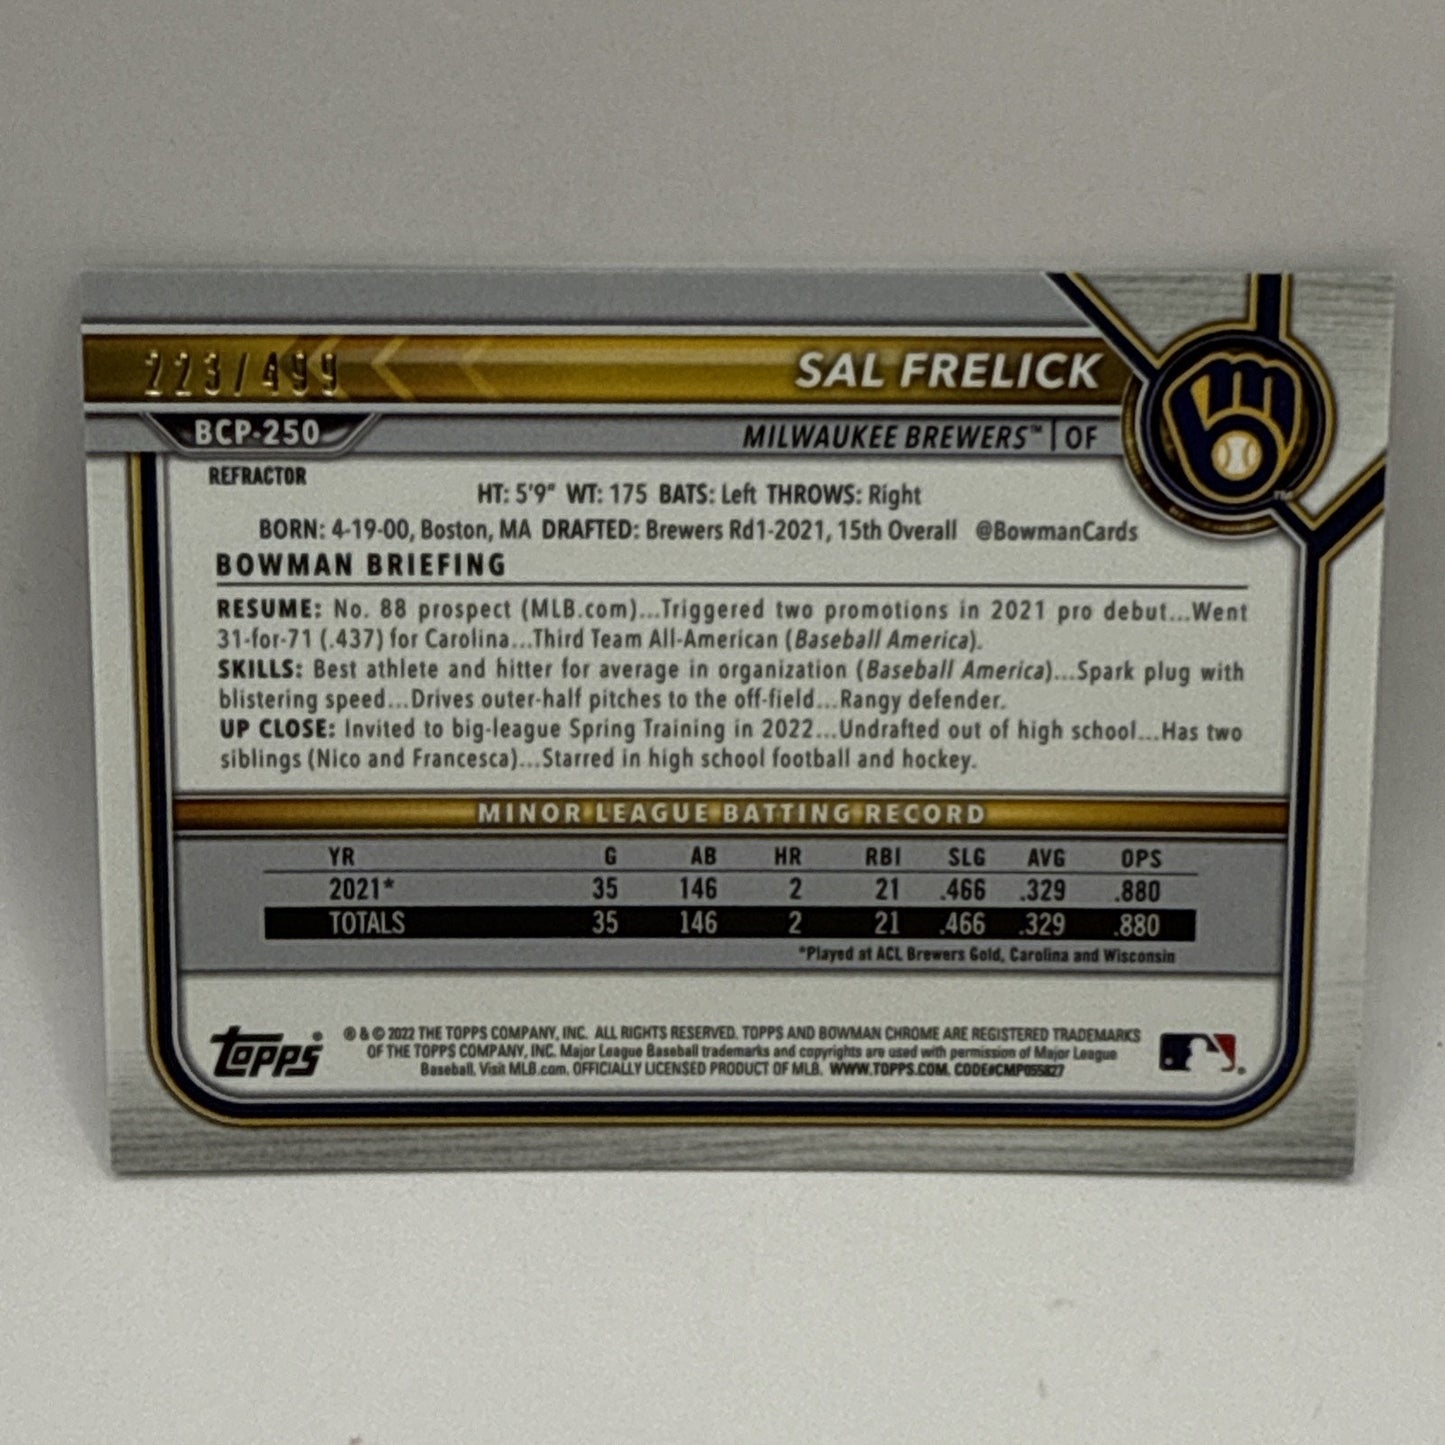 223/499
SAL FRELICK
BCP-250
MILWAUKEE BREWERS™ | OF
REFRACTOR
HT: 5'9" WT: 175 BATS: Left THROWS: Right
BORN: 4-19-00, Boston, MA DRAFTED: Brewers Rd1-2021, 15th Overall @BowmanCards
BOWMAN BRIEFING
RESUME: No. 88 prospect (MLB.com)...Triggered two promotions in 2021 pro debut...Went
31-for-71 (.437) for Carolina...Third Team All-American (Baseball America).
SKILLS: Best athlete and hitter for average in organization (Baseball America)...Spark plug with
blistering speed...Drives outer-half pitches to the off-field...Rangy defender.
UP CLOSE: Invited to big-league Spring Training in 2022...Undrafted out of high school...Has two
siblings (Nico and Francesca)...Starred in high school football and hockey.
MINOR LEAGUE BATTING RECORD
YR G AB HR RBI SLG AVG OPS
2021* 35 146 2 21 .466 .329 .880
TOTALS 35 146 2 21 .466 .329 .880
*Played at ACL Brewers Gold, Carolina and Wisconsin
Topps®
® & © 2022 THE TOPPS COMPANY, INC. ALL RIGHTS RESERVED. TOPPS AND BOWMAN CHROME ARE REGISTERED TRADEMARKS
OF THE TOPPS COMPANY, INC. Major League Baseball trademarks and copyrights are used with permission of Major League
Baseball. Visit MLB.com. OFFICIALLY LICENSED PRODUCT OF MLB. WWW.TOPPS.COM. CODE#CMP055827